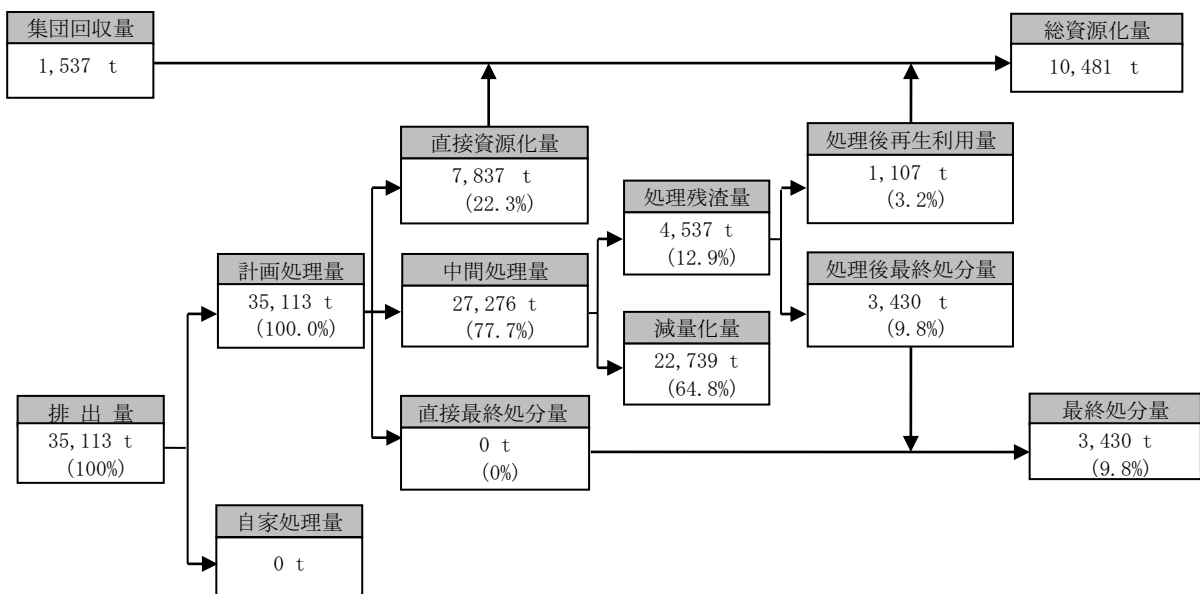 集団回収量
1,537 t
総資源化量
10,481 t
直接資源化量
7,837 t
(22.3%)
処理後再生利用量
1,107 t
(3.2%)
処理残渣量
4,537 t
(12.9%)
計画処理量
35,113 t
(100.0%)
中間処理量
27,276 t
(77.7%)
処理後最終処分量
3,430 t
(9.8%)
減量化量
22,739 t
(64.8%)
排 出 量
35,113 t
(100%)
直接最終処分量
0 t
(0%)
最終処分量
3,430 t
(9.8%)
自家処理量
0 t